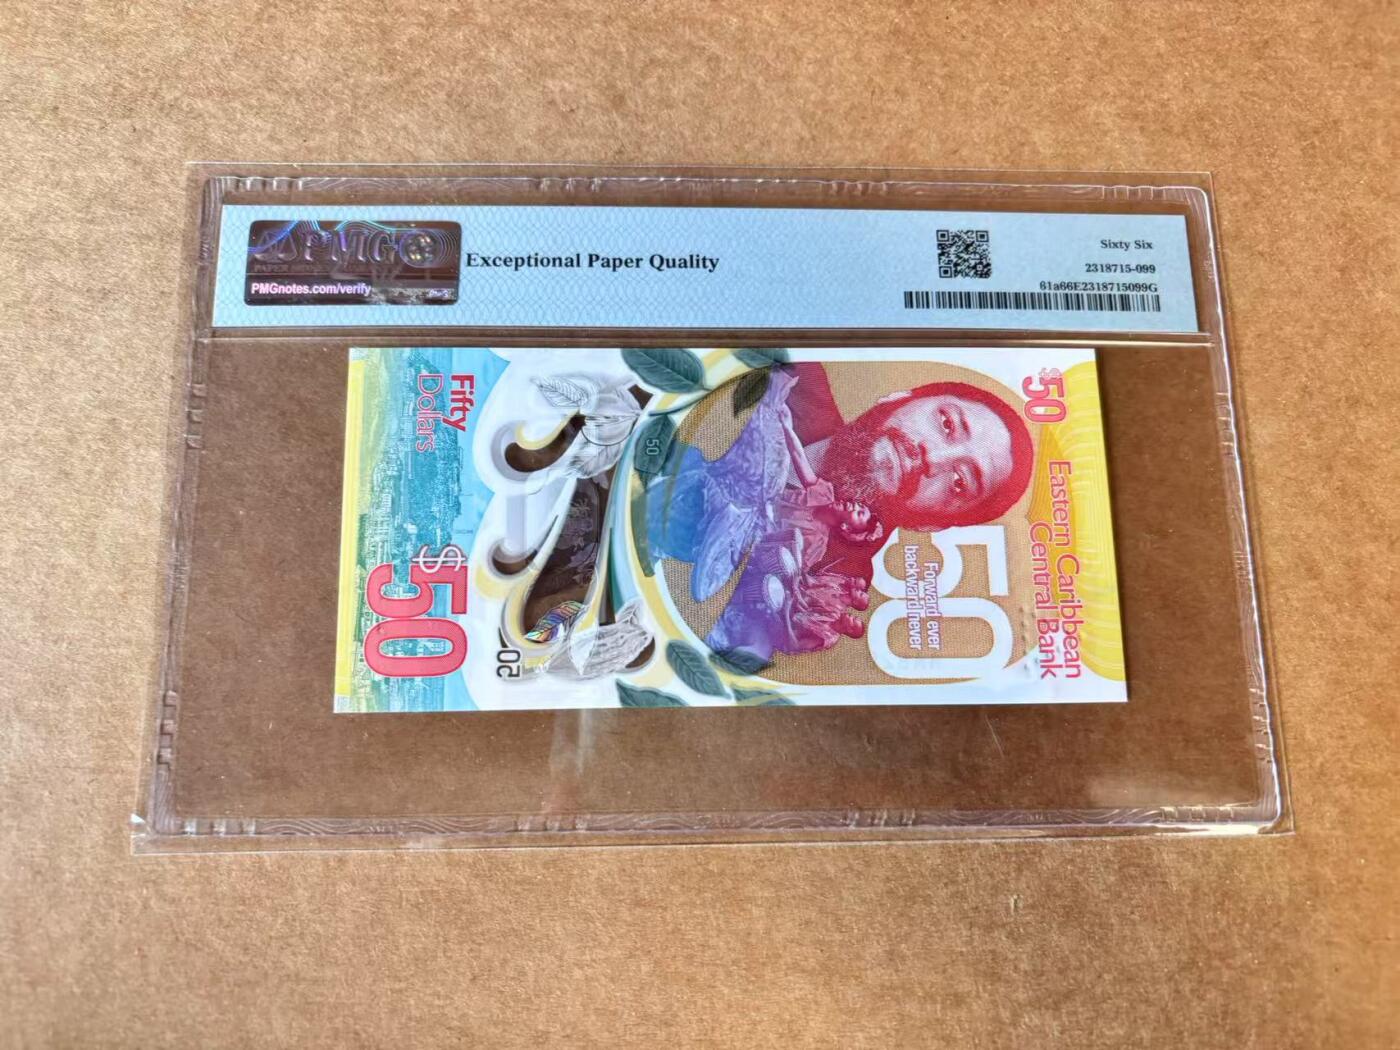 PMG
PMGnotes.com/verify
Exceptional Paper Quality
Sixty Six
2318715-099
61a66E2318715099G
Fifty
Dollars
$50
50
50
50
Forward ever
backward never
$50
Eastern Caribbean
Central Bank